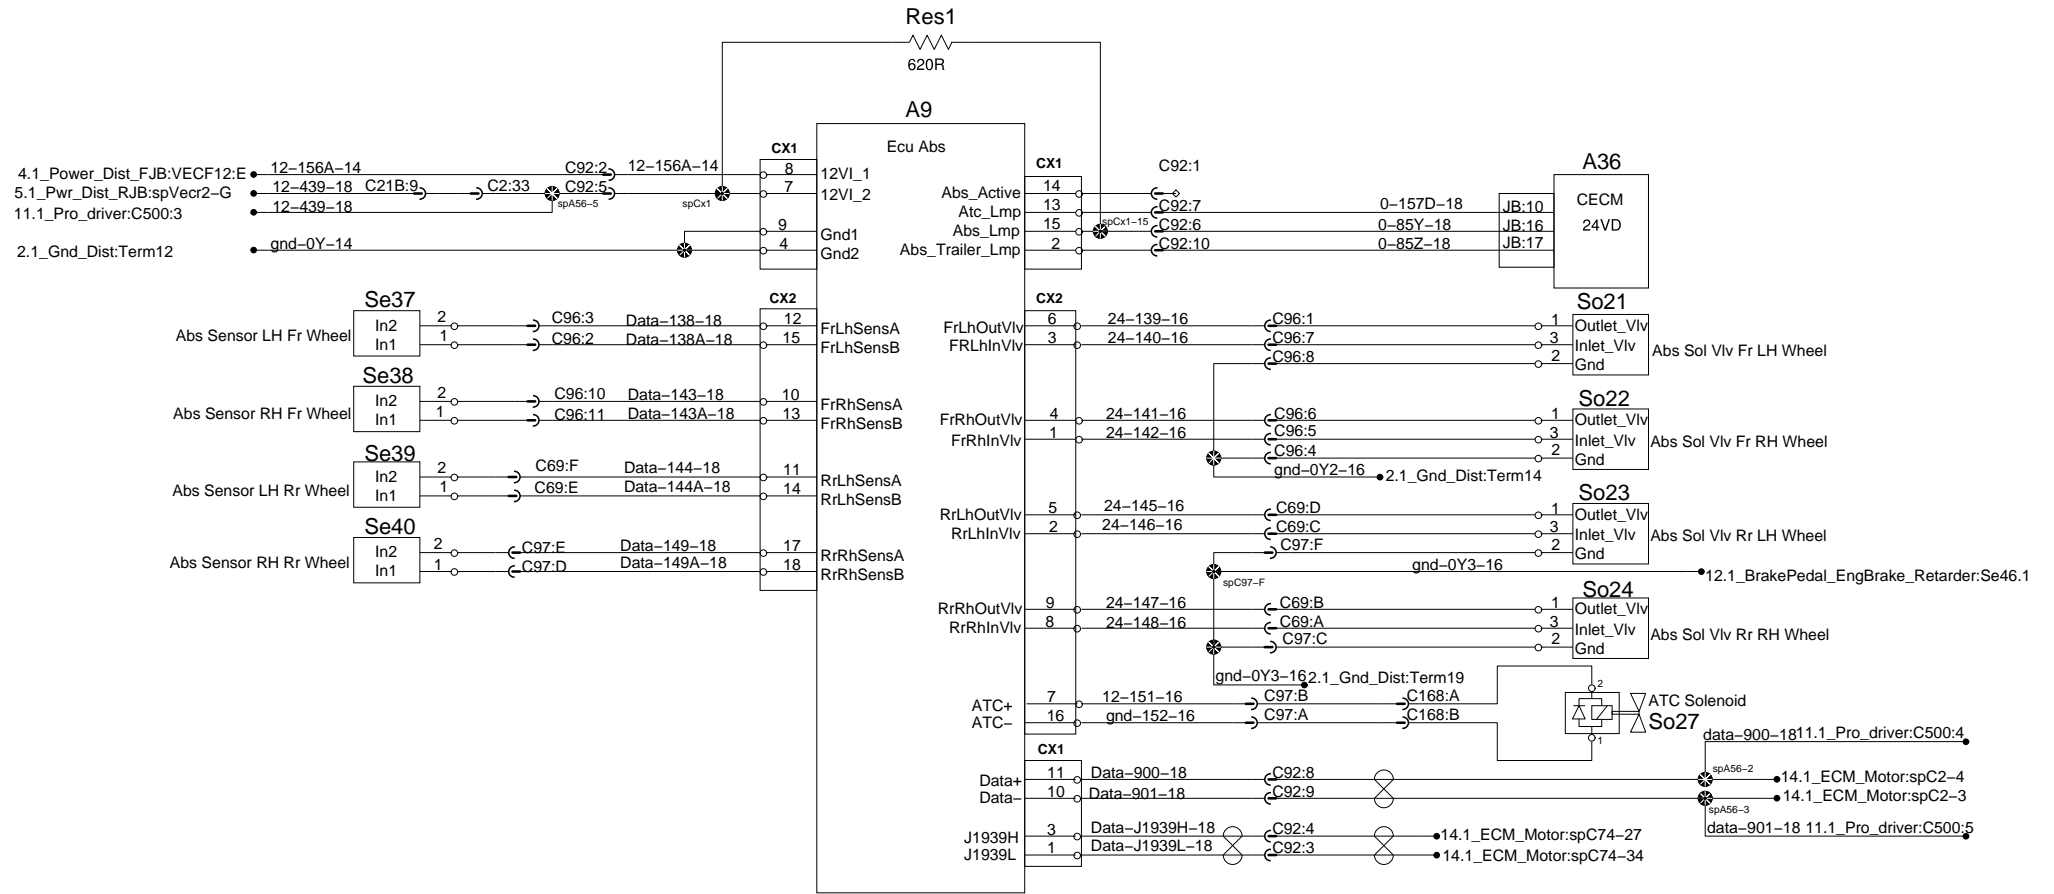 Res1
620R
A9
Ecu Abs
CX1
4.1_Power_Dist_FJB:VECF12:E 12-156A-14 C92:2 12-156A-14 8 12VI_1
5.1_Pwr_Dist_RJB:spVecr2-G 12-439-18 C21B:9 C2:33 C92:5 7 12VI_2
spA56-5 spCx1
11.1_Pro_driver:C500:3 12-439-18
9 Gnd1
2.1_Gnd_Dist:Term12 gnd-0Y-14 4 Gnd2
CX2
Se37
Abs Sensor LH Fr Wheel
In2 2 C96:3 Data-138-18 12 FrLhSensA
In1 1 C96:2 Data-138A-18 15 FrLhSensB
Se38
Abs Sensor RH Fr Wheel
In2 2 C96:10 Data-143-18 10 FrRhSensA
In1 1 C96:11 Data-143A-18 13 FrRhSensB
Se39
Abs Sensor LH Rr Wheel
In2 2 C69:F Data-144-18 11 RrLhSensA
In1 1 C69:E Data-144A-18 14 RrLhSensB
Se40
Abs Sensor RH Rr Wheel
In2 2 C97:E Data-149-18 17 RrRhSensA
In1 1 C97:D Data-149A-18 18 RrRhSensB
CX1
C92:1
A36
CECM
24VD
Abs_Active 14
Atc_Lmp 13 C92:7 0-157D-18 JB:10
spCx1-15
Abs_Lmp 15 C92:6 0-85Y-18 JB:16
Abs_Trailer_Lmp 2 C92:10 0-85Z-18 JB:17
CX2
So21
FrLhOutVlv 6 24-139-16 C96:1 1 Outlet_Vlv
FRLhInVlv 3 24-140-16 C96:7 3 Inlet_Vlv
C96:8 2 Gnd
Abs Sol Vlv Fr LH Wheel
So22
FrRhOutVlv 4 24-141-16 C96:6 1 Outlet_Vlv
FrRhInVlv 1 24-142-16 C96:5 3 Inlet_Vlv
C96:4 2 Gnd
Abs Sol Vlv Fr RH Wheel
gnd-0Y2-16 2.1_Gnd_Dist:Term14
So23
RrLhOutVlv 5 24-145-16 C69:D 1 Outlet_Vlv
RrLhInVlv 2 24-146-16 C69:C 3 Inlet_Vlv
C97:F 2 Gnd
Abs Sol Vlv Rr LH Wheel
spC97-F gnd-0Y3-16 12.1_BrakePedal_EngBrake_Retarder:Se46.1
So24
RrRhOutVlv 9 24-147-16 C69:B 1 Outlet_Vlv
RrRhInVlv 8 24-148-16 C69:A 3 Inlet_Vlv
C97:C 2 Gnd
Abs Sol Vlv Rr RH Wheel
gnd-0Y3-16 2.1_Gnd_Dist:Term19
ATC+ 7 12-151-16 C97:B C168:A 2
ATC- 16 gnd-152-16 C97:A C168:B 1
ATC Solenoid
So27
CX1
data-900-18 11.1_Pro_driver:C500:4
spA56-2
Data+ 11 Data-900-18 C92:8 14.1_ECM_Motor:spC2-4
Data- 10 Data-901-18 C92:9 14.1_ECM_Motor:spC2-3
spA56-3
data-901-18 11.1_Pro_driver:C500:5
J1939H 3 Data-J1939H-18 C92:4 14.1_ECM_Motor:spC74-27
J1939L 1 Data-J1939L-18 C92:3 14.1_ECM_Motor:spC74-34